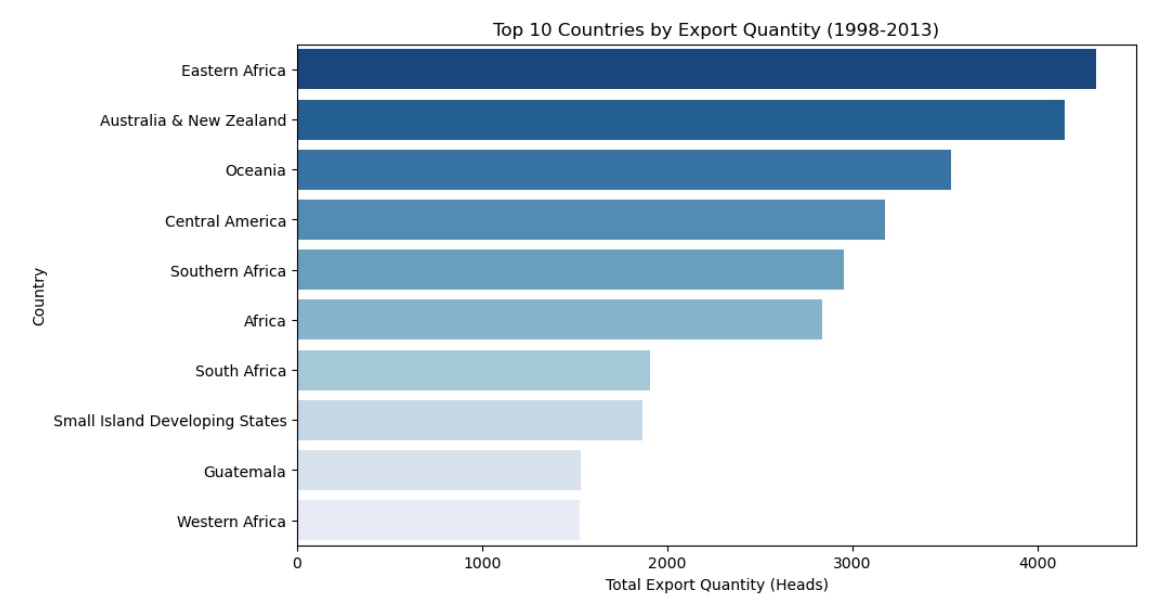 Top 10 Countries by Export Quantity (1998-2013)
Eastern Africa
Australia & New Zealand
Oceania
Central America
Southern Africa
Africa
South Africa
Small Island Developing States
Guatemala
Western Africa
Country
0 1000 2000 3000 4000
Total Export Quantity (Heads)